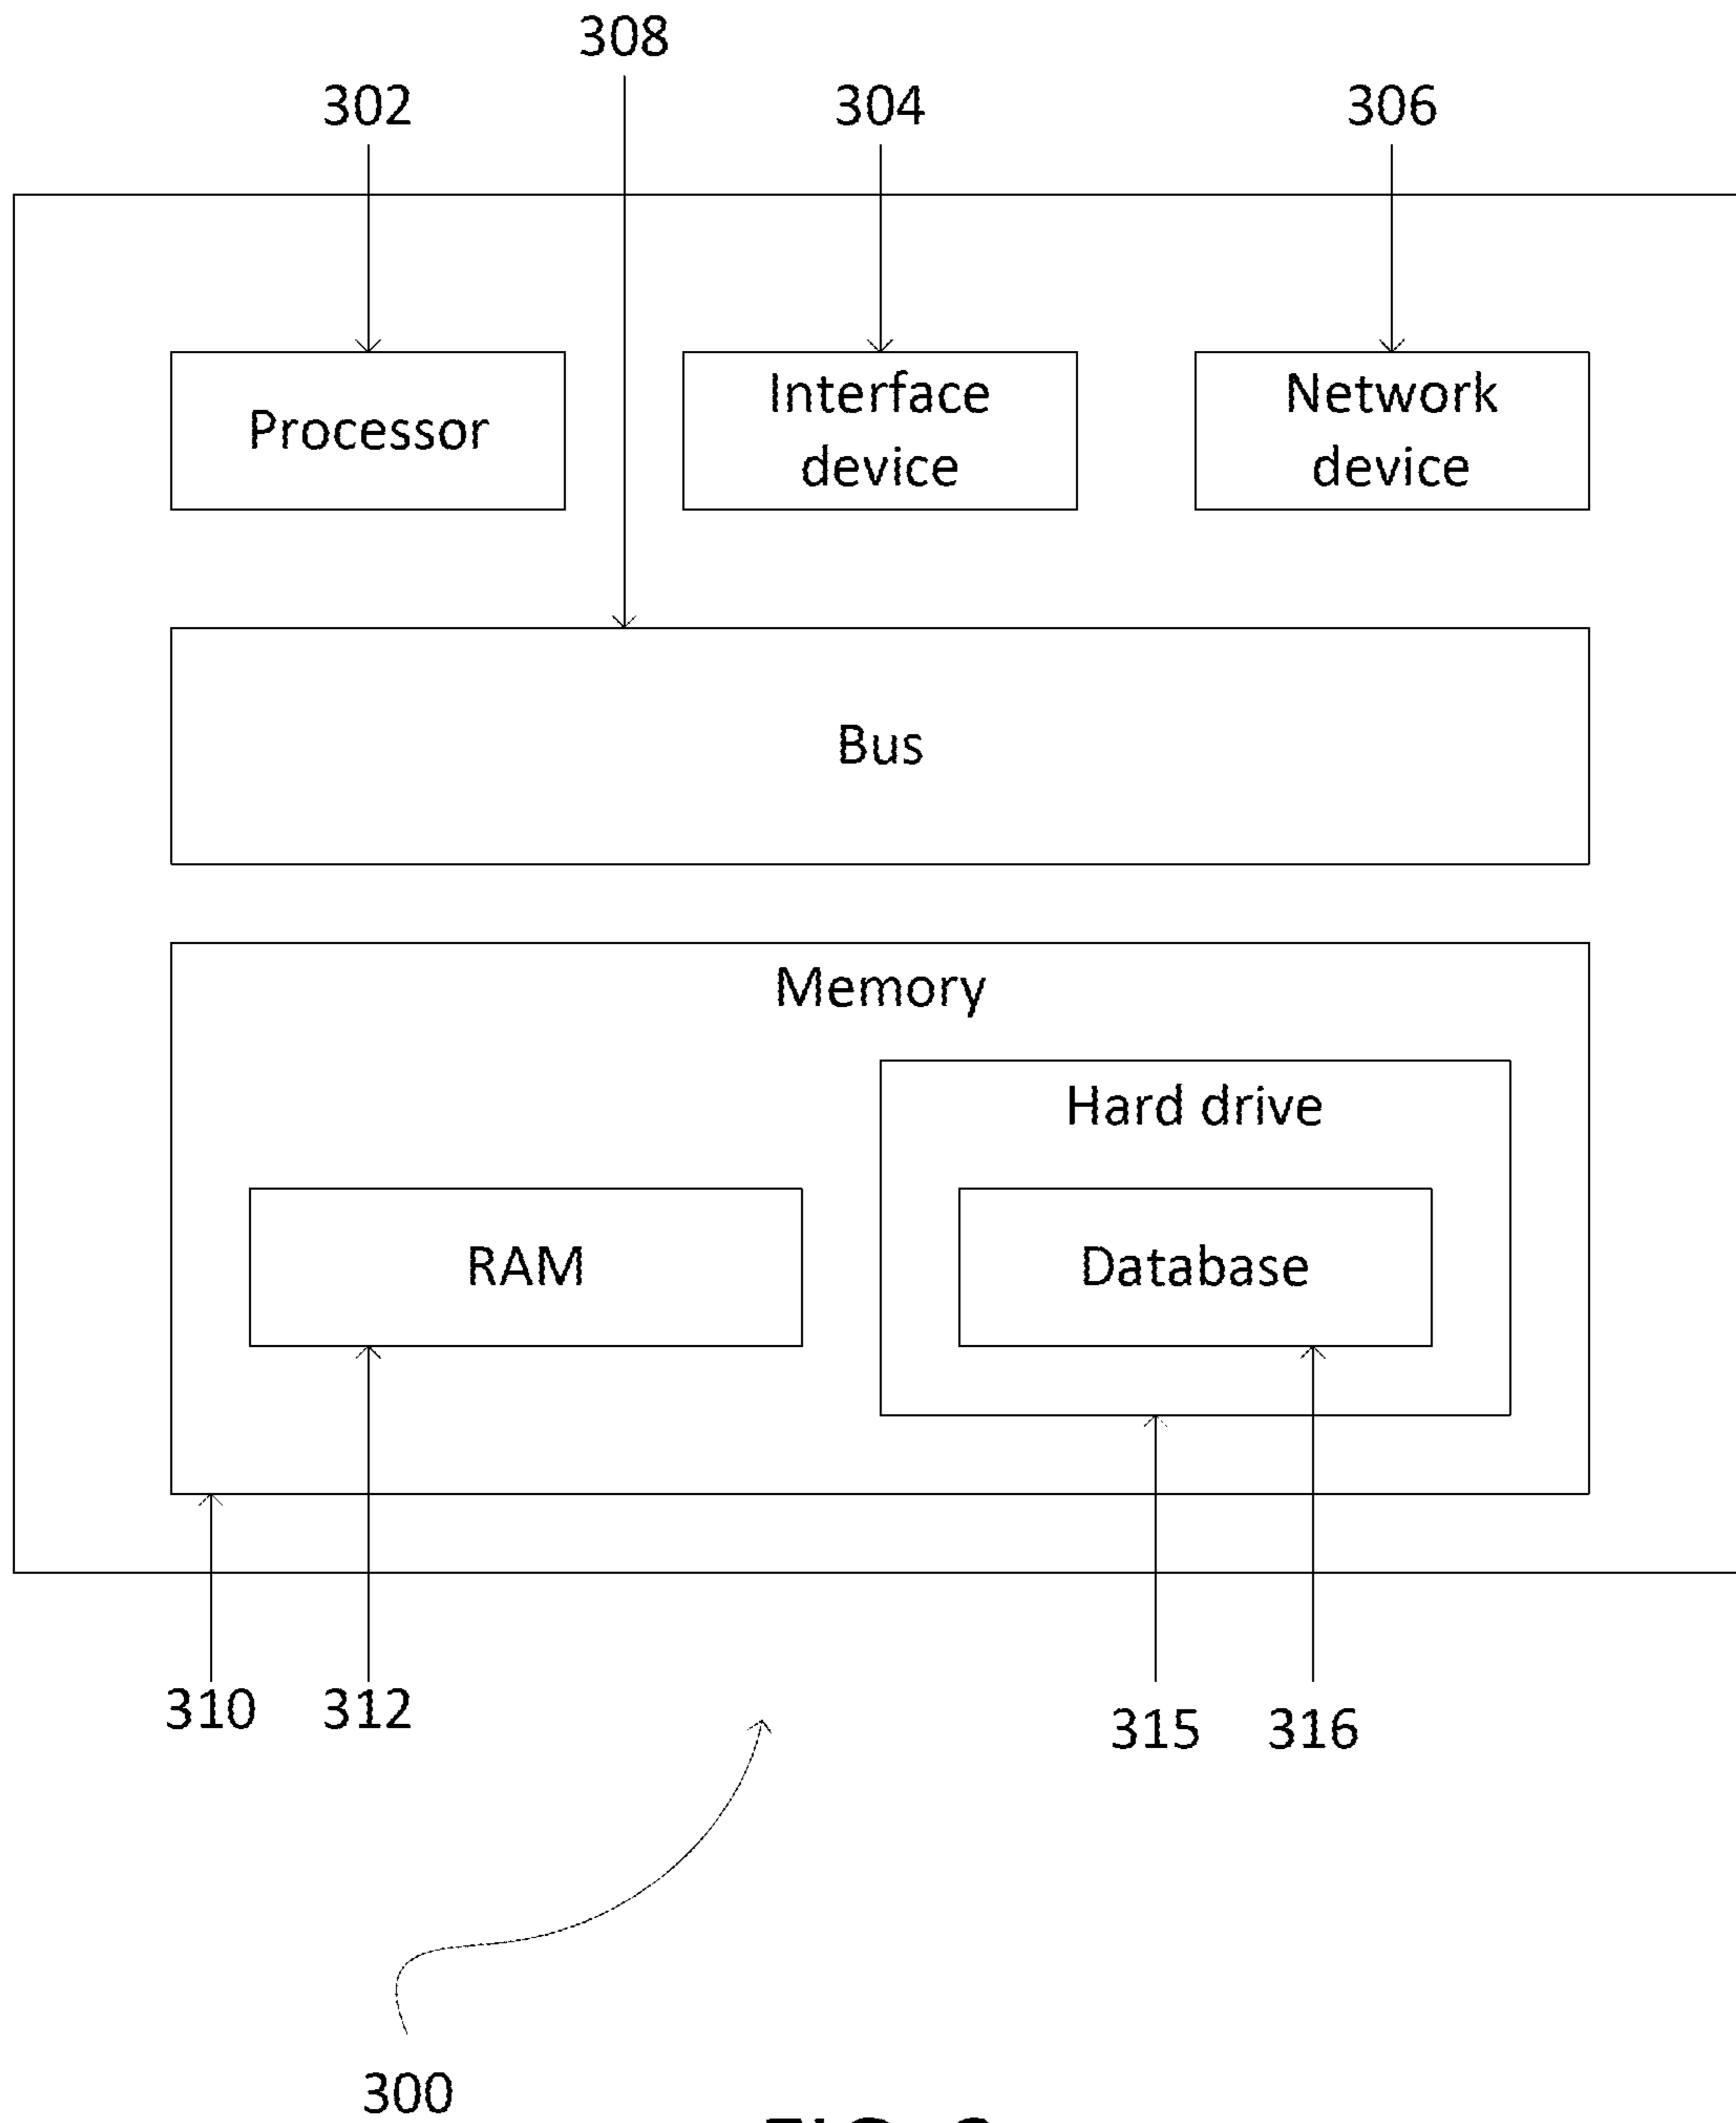 308
302 304 306
Processor
Interface
device
Network
device
Bus
Memory
Hard drive
RAM
Database
310 312
315 316
300